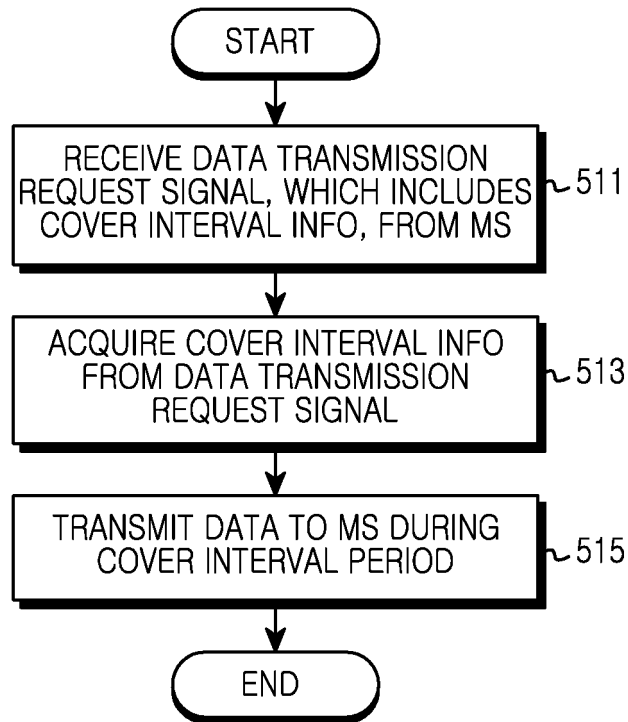 START
RECEIVE DATA TRANSMISSION
REQUEST SIGNAL, WHICH INCLUDES
COVER INTERVAL INFO, FROM MS
511
ACQUIRE COVER INTERVAL INFO
FROM DATA TRANSMISSION
REQUEST SIGNAL
513
TRANSMIT DATA TO MS DURING
COVER INTERVAL PERIOD
515
END